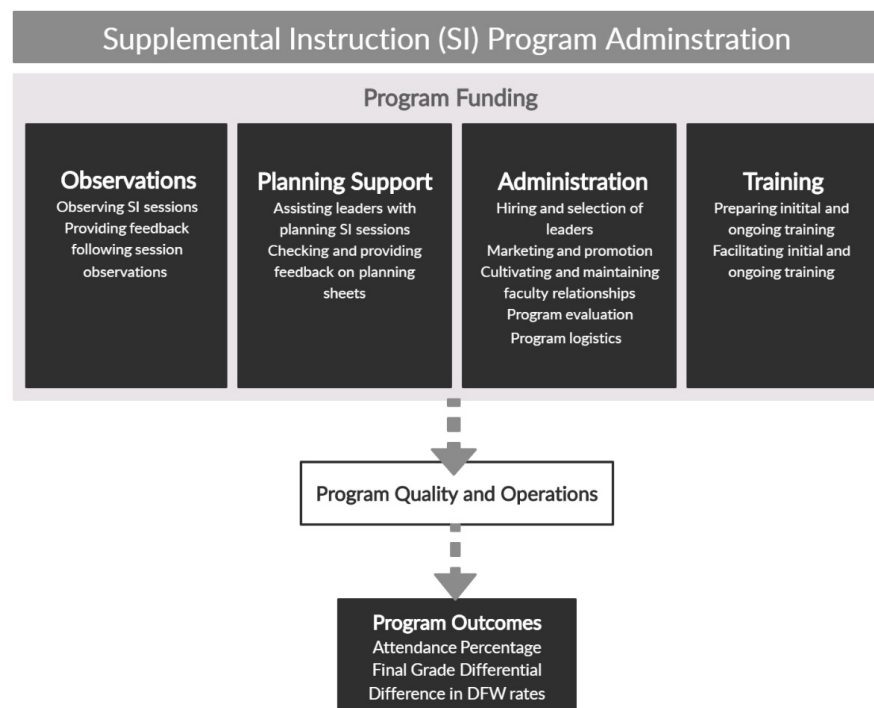 Supplemental Instruction (SI) Program Adminstration
Program Funding
Observations
Observing SI sessions
Providing feedback
following session
observations
Planning Support
Assisting leaders with
planning SI sessions
Checking and providing
feedback on planning
sheets
Administration
Hiring and selection of
leaders
Marketing and promotion
Cultivating and maintaining
faculty relationships
Program evaluation
Program logistics
Training
Preparing initital and
ongoing training
Facilitating initial and
ongoing training
Program Quality and Operations
Program Outcomes
Attendance Percentage
Final Grade Differential
Difference in DFW rates